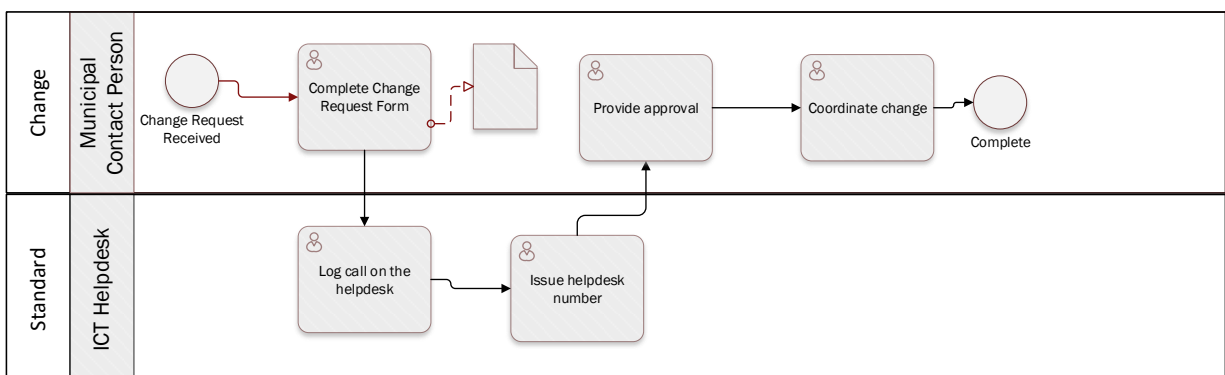 Change
Municipal
Contact Person
Change Request
Received
Complete Change
Request Form
Provide approval
Coordinate change
Complete
Standard
ICT Helpdesk
Log call on the
helpdesk
Issue helpdesk
number